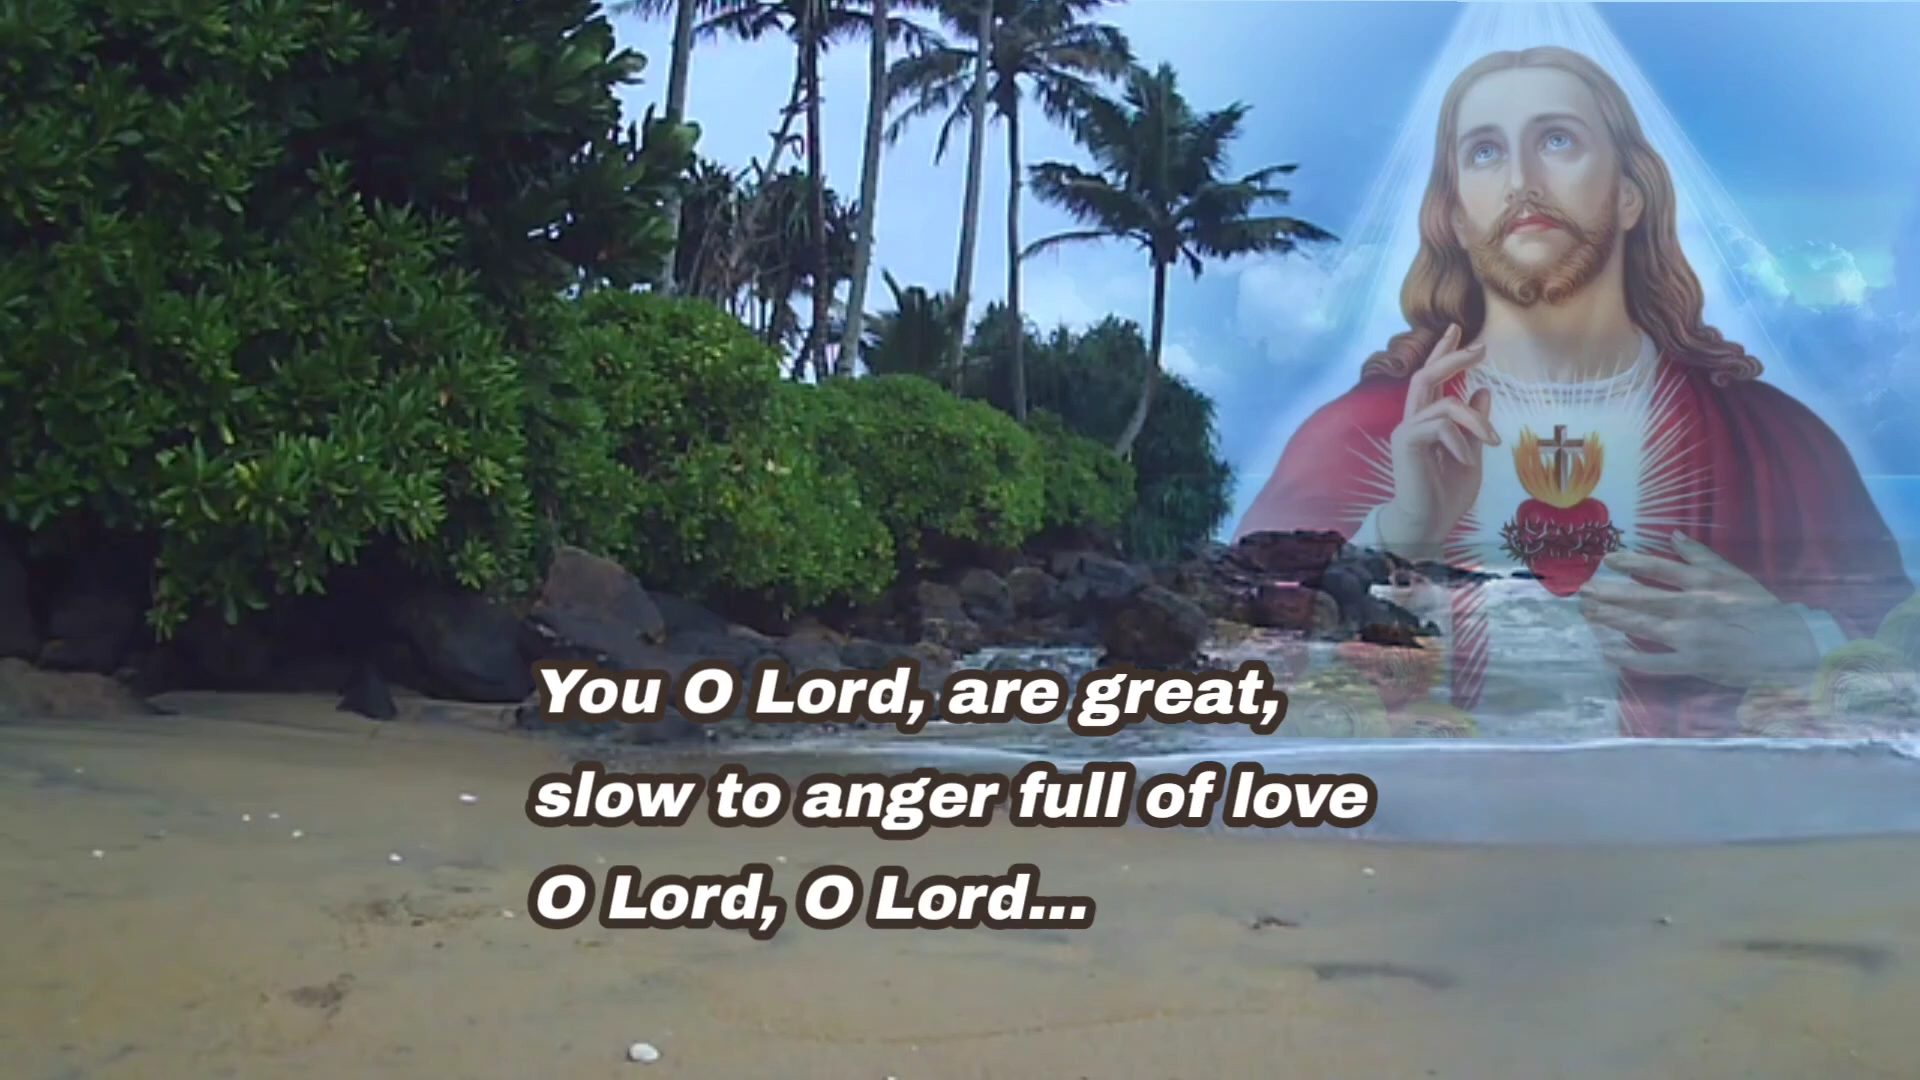 You O Lord, are great,
slow to anger full of love
O Lord, O Lord...